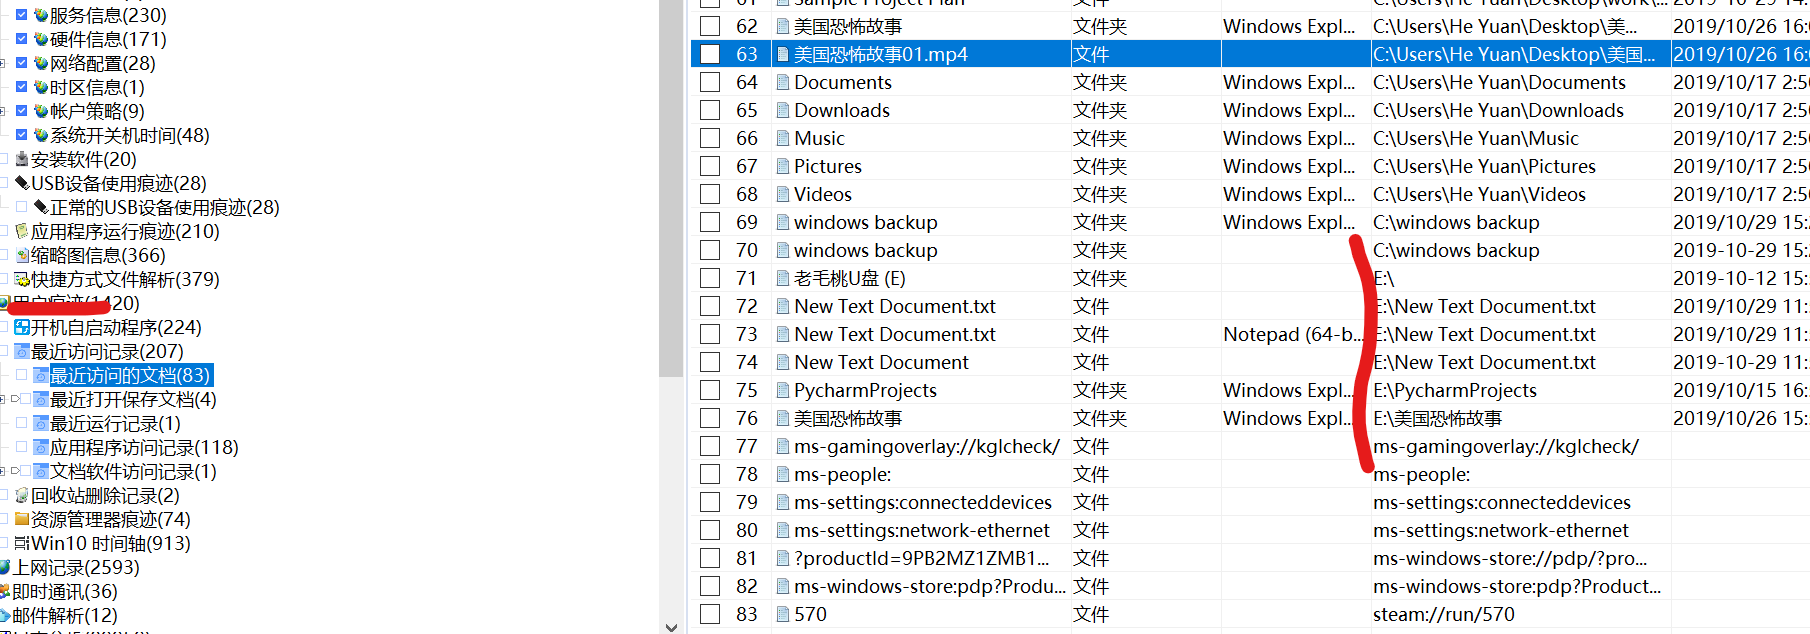 服务信息(230)
硬件信息(171)
网络配置(28)
时区信息(1)
帐户策略(9)
系统开关机时间(48)
安装软件(20)
USB设备使用痕迹(28)
正常的USB设备使用痕迹(28)
应用程序运行痕迹(210)
缩略图信息(366)
快捷方式文件解析(379)
用户痕迹(1420)
开机自启动程序(224)
最近访问记录(207)
最近访问的文档(83)
最近打开保存文档(4)
最近运行记录(1)
应用程序访问记录(118)
文档软件访问记录(1)
回收站删除记录(2)
资源管理器痕迹(74)
Win10 时间轴(913)
上网记录(2593)
即时通讯(36)
邮件解析(12)
61 Sample Project Plan 文件 C:\Users\He Yuan\Desktop\work\...
62 美国恐怖故事 文件夹 Windows Expl... C:\Users\He Yuan\Desktop\美... 2019/10/26 16:
63 美国恐怖故事01.mp4 文件 C:\Users\He Yuan\Desktop\美国... 2019/10/26 16:
64 Documents 文件夹 Windows Expl... C:\Users\He Yuan\Documents 2019/10/17 2:5
65 Downloads 文件夹 Windows Expl... C:\Users\He Yuan\Downloads 2019/10/17 2:5
66 Music 文件夹 Windows Expl... C:\Users\He Yuan\Music 2019/10/17 2:5
67 Pictures 文件夹 Windows Expl... C:\Users\He Yuan\Pictures 2019/10/17 2:5
68 Videos 文件夹 Windows Expl... C:\Users\He Yuan\Videos 2019/10/17 2:5
69 windows backup 文件夹 Windows Expl... C:\windows backup 2019/10/29 15:
70 windows backup 文件夹 C:\windows backup 2019-10-29 15:
71 老毛桃U盘 (E) 文件夹 E:\ 2019-10-12 15:
72 New Text Document.txt 文件 E:\New Text Document.txt 2019/10/29 11:
73 New Text Document.txt 文件 Notepad (64-b... E:\New Text Document.txt 2019/10/29 11:
74 New Text Document 文件 E:\New Text Document.txt 2019-10-29 11:
75 PycharmProjects 文件夹 Windows Expl... E:\PycharmProjects 2019/10/15 16:
76 美国恐怖故事 文件夹 Windows Expl... E:\美国恐怖故事 2019/10/26 15:
77 ms-gamingoverlay://kglcheck/ 文件 ms-gamingoverlay://kglcheck/
78 ms-people: 文件 ms-people:
79 ms-settings:connecteddevices 文件 ms-settings:connecteddevices
80 ms-settings:network-ethernet 文件 ms-settings:network-ethernet
81 ?productId=9PB2MZ1ZMB1... 文件 ms-windows-store://pdp/?pro...
82 ms-windows-store:pdp?Produ... 文件 ms-windows-store:pdp?Product...
83 570 文件 steam://run/570